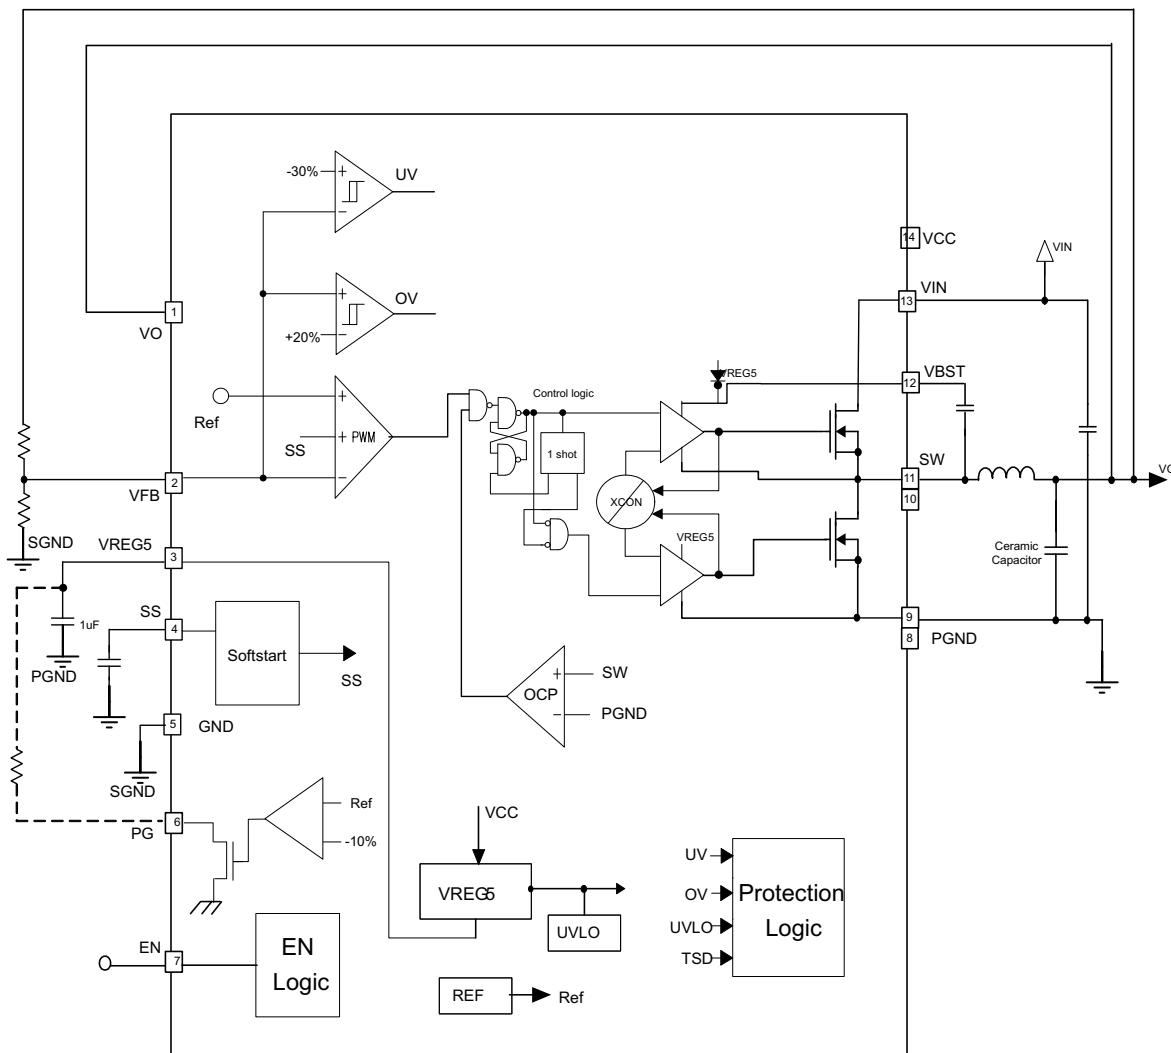 -30%
+
-
UV
14
VCC
VIN
13
VIN
+
-
OV
+20%
1
VO
VREG5
12
VBST
Ref
+
SS
+
PWM
-
Control logic
1 shot
XCON
SW
11
10
2
VFB
SGND
VREG5
3
VREG5
Ceramic
Capacitor
1uF
PGND
SS
4
Softstart
SS
9
8
PGND
OCP
+
SW
-
PGND
5
GND
SGND
6
PG
Ref
-10%
VCC
VREG5
UVLO
UV
OV
UVLO
TSD
Protection
Logic
EN
7
EN
Logic
REF
Ref